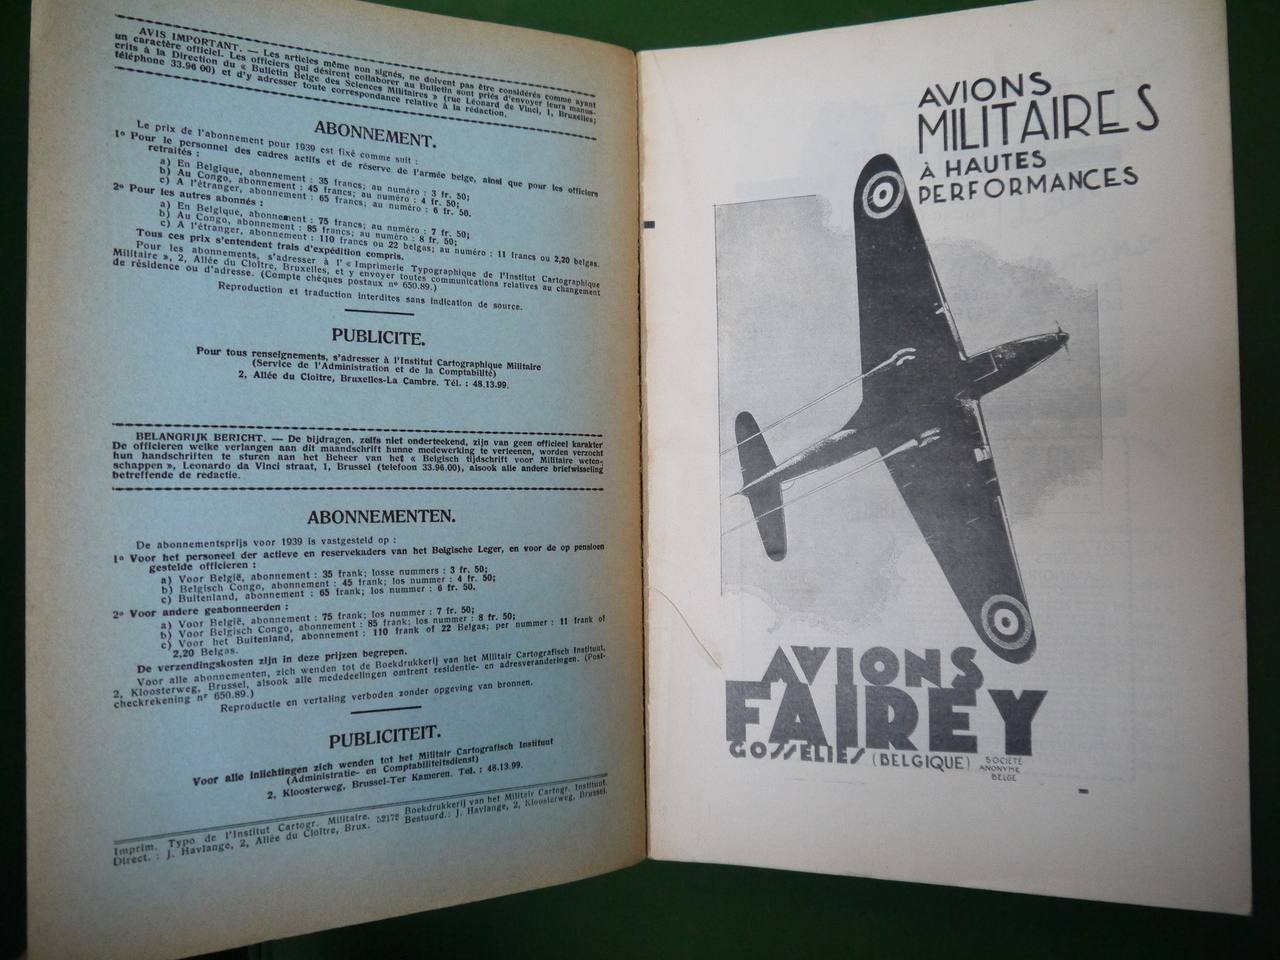 AVIS IMPORTANT. — Les articles même non signés, ne doivent pas être considérés comme ayant
un caractère officiel. Les officiers qui désirent collaborer au Bulletin sont priés d'envoyer leurs manus-
crits à la Direction du « Bulletin Belge des Sciences Militaires » (rue Léonard de Vinci, 1, Bruxelles;
téléphone 33.96 00) et d'y adresser toute correspondance relative à la rédaction.
ABONNEMENT.
Le prix de l'abonnement pour 1939 est fixé comme suit :
1º Pour le personnel des cadres actifs et de réserve de l'armée belge, ainsi que pour les officiers
retraités :
a) En Belgique, abonnement : 35 francs; au numéro : 3 fr. 50;
b) Au Congo, abonnement : 45 francs; au numéro : 4 fr. 50;
c) A l'étranger, abonnement : 65 francs; au numéro : 6 fr. 50.
2º Pour les autres abonnés :
a) En Belgique, abonnement : 75 francs; au numéro : 7 fr. 50;
b) Au Congo, abonnement : 85 francs; au numéro : 8 fr. 50;
c) A l'étranger, abonnement : 110 francs ou 22 belgas; au numéro : 11 francs ou 2,20 belgas.
Tous ces prix s'entendent frais d'expédition compris.
Pour les abonnements, s'adresser à l'« Imprimerie Typographique de l'Institut Cartographique
Militaire », 2, Allée du Cloître, Bruxelles, et y envoyer toutes communications relatives au changement
de résidence ou d'adresse. (Compte chèques postaux nº 650.89.)
Reproduction et traduction interdites sans indication de source.
PUBLICITE.
Pour tous renseignements, s'adresser à l'Institut Cartographique Militaire
(Service de l'Administration et de la Comptabilité)
2, Allée du Cloître, Bruxelles-La Cambre. Tél. : 48.13.99.
BELANGRIJK BERICHT. — De bijdragen, zelfs niet onderteekend, zijn van geen officieel karakter
De officieren welke verlangen aan dit maandschrift hunne medewerking te verleenen, worden verzocht
hun handschriften te sturen aan het Beheer van het « Belgisch tijdschrift voor Militaire weten-
schappen », Leonardo da Vinci straat, 1, Brussel (telefoon 33.96.00), alsook alle andere briefwisseling
betreffende de redactie.
ABONNEMENTEN.
De abonnementsprijs voor 1939 is vastgesteld op :
1º Voor het personeel der actieve en reservekaders van het Belgische Leger, en voor de op pensioen
gestelde officieren :
a) Voor België, abonnement : 35 frank; losse nummers : 3 fr. 50;
b) Belgisch Congo, abonnement : 45 frank; los nummer : 4 fr. 50;
c) Buitenland, abonnement : 65 frank; los nummer : 6 fr. 50.
2º Voor andere geabonneerden :
a) Voor België, abonnement : 75 frank; los nummer : 7 fr. 50;
b) Voor Belgisch Congo, abonnement : 85 frank; los nummer : 8 fr. 50;
c) Voor het Buitenland, abonnement : 110 frank of 22 Belgas; per nummer : 11 frank of
2,20 Belgas.
De verzendingskosten zijn in deze prijzen begrepen.
Voor alle abonnementen, zich wenden tot de Boekdrukkerij van het Militair Cartografisch Instituut,
2, Kloosterweg, Brussel, alsook alle mededeelingen omtrent residentie- en adresveranderingen. (Post-
checkrekening nr 650.89.)
Reproductie en vertaling verboden zonder opgeving van bronnen.
PUBLICITEIT.
Voor alle inlichtingen zich wenden tot het Militair Cartografisch Instituut
(Administratie- en Comptabiliteitsdienst)
2, Kloosterweg, Brussel-Ter Kameren. Tel. : 48.13.99.
Imprim. Typo de l'Institut Cartogr. Militaire. 52178 Boekdrukkerij van het Militair Cartogr. Instituut.
Direct. : J. Havlange, 2, Allée du Cloître, Brux. Bestuurd.: J. Havlange, 2, Kloosterweg, Brussel.
AVIONS
MILITAIRES
À HAUTES
PERFORMANCES
AVIONS
FAIREY
GOSSELIES (BELGIQUE) SOCIÉTÉ
ANONYME
BELGE